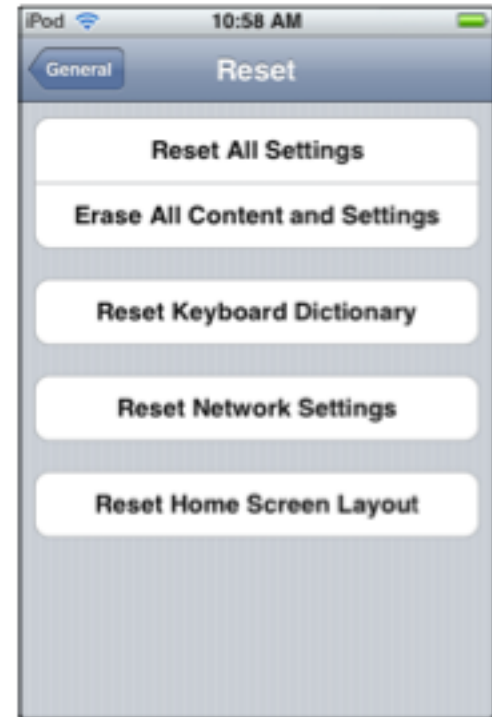 iPod 10:58 AM
General Reset
Reset All Settings
Erase All Content and Settings
Reset Keyboard Dictionary
Reset Network Settings
Reset Home Screen Layout